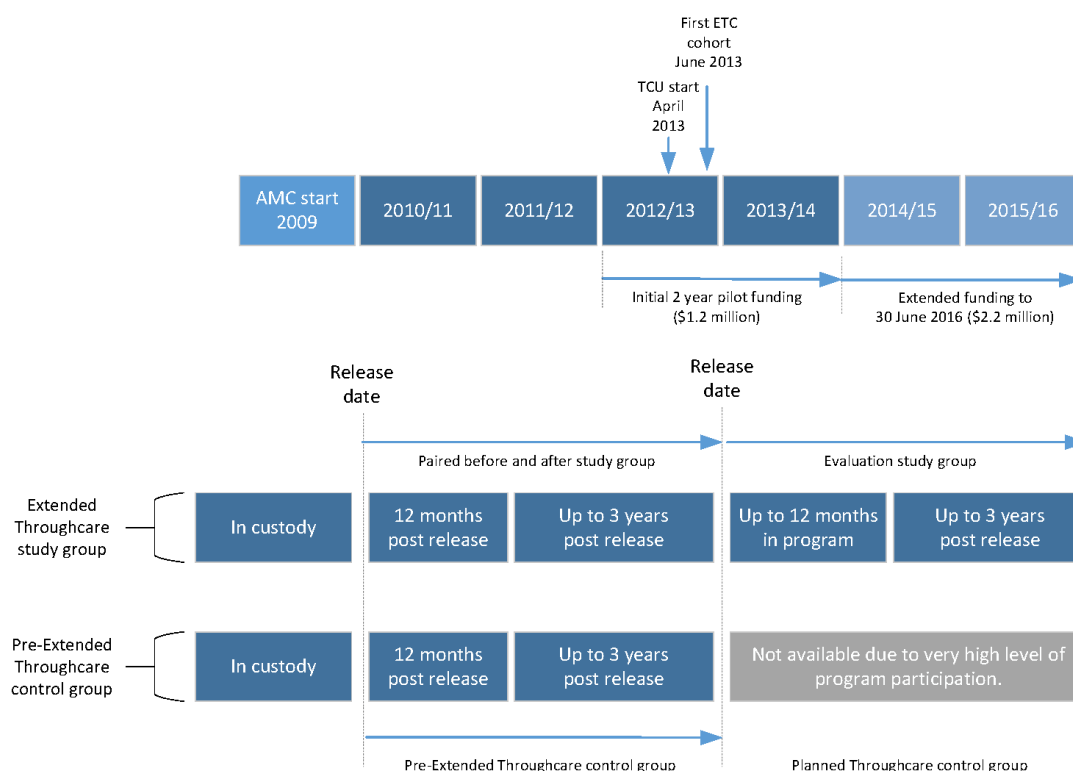 First ETC
cohort
June 2013
TCU start
April
2013
AMC start
2009
2010/11
2011/12
2012/13
2013/14
2014/15
2015/16
Initial 2 year pilot funding
($1.2 million)
Extended funding to
30 June 2016 ($2.2 million)
Release
date
Release
date
Paired before and after study group
Evaluation study group
Extended
Throughcare
study group
In custody
12 months
post release
Up to 3 years
post release
Up to 12 months
in program
Up to 3 years
post release
Pre-Extended
Throughcare
control group
In custody
12 months
post release
Up to 3 years
post release
Not available due to very high level of
program participation.
Pre-Extended Throughcare control group
Planned Throughcare control group